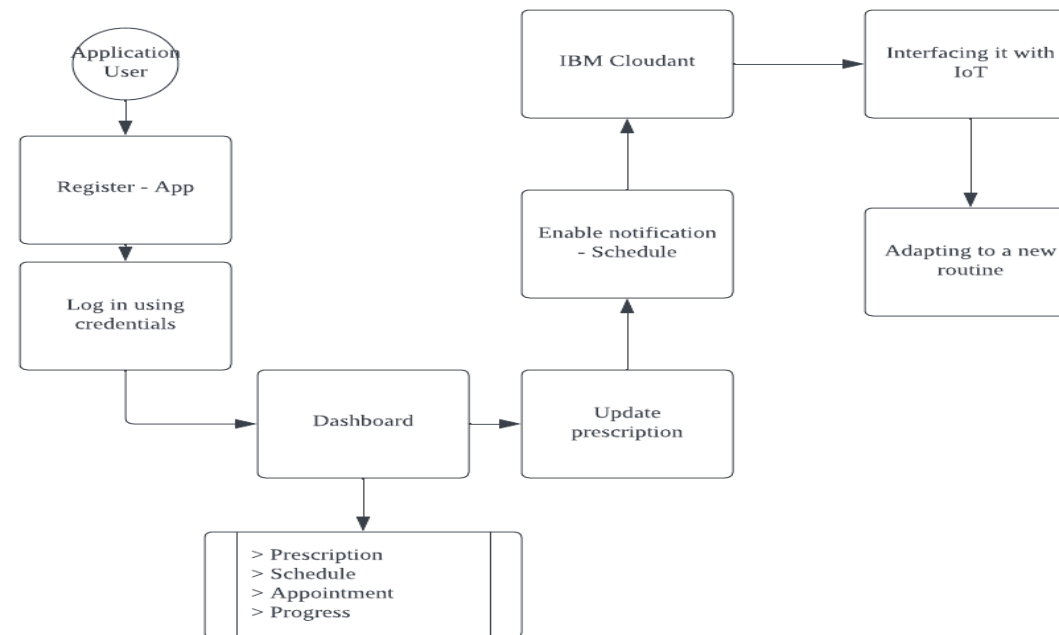 Application
User
Register - App
Log in using
credentials
Dashboard
> Prescription
> Schedule
> Appointment
> Progress
Update
prescription
Enable notification
- Schedule
IBM Cloudant
Interfacing it with
IoT
Adapting to a new
routine